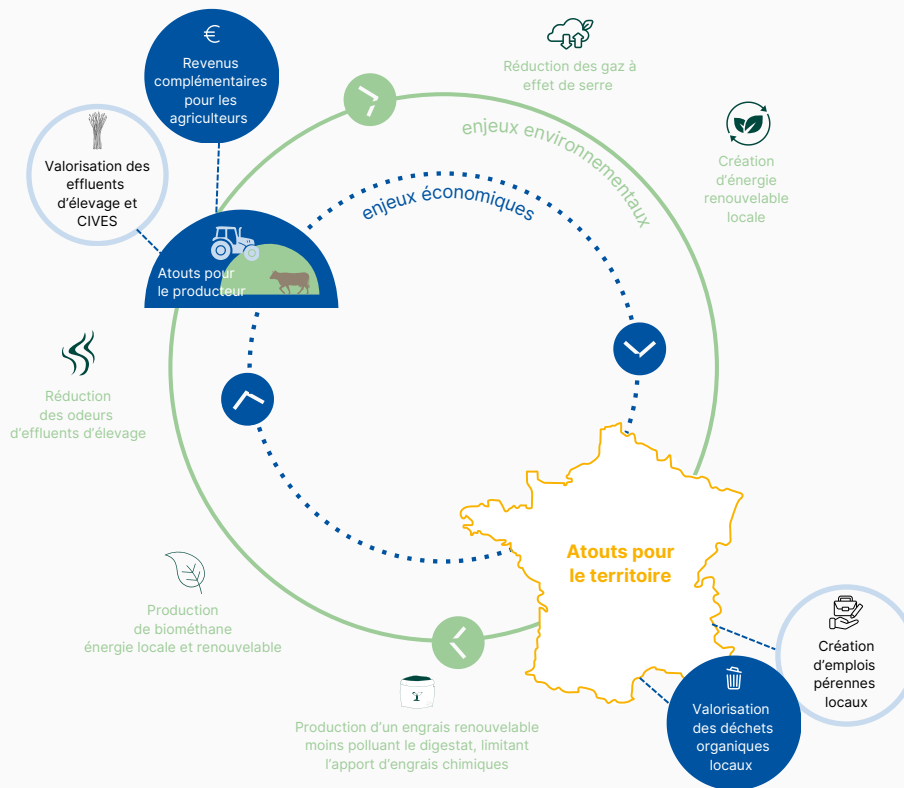 €
Revenus
complémentaires
pour les
agriculteurs
Réduction des gaz à
effet de serre
enjeux environnementaux
Valorisation des
effluents
d'élevage et
CIVES
Création
d'énergie
renouvelable
locale
enjeux économiques
Atouts pour
le producteur
Réduction
des odeurs
d'effluents d'élevage
Atouts pour
le territoire
Production
de biométhane
énergie locale et renouvelable
Création
d'emplois
pérennes
locaux
Valorisation
des déchets
organiques
locaux
Production d'un engrais renouvelable
moins polluant le digestat, limitant
l'apport d'engrais chimiques